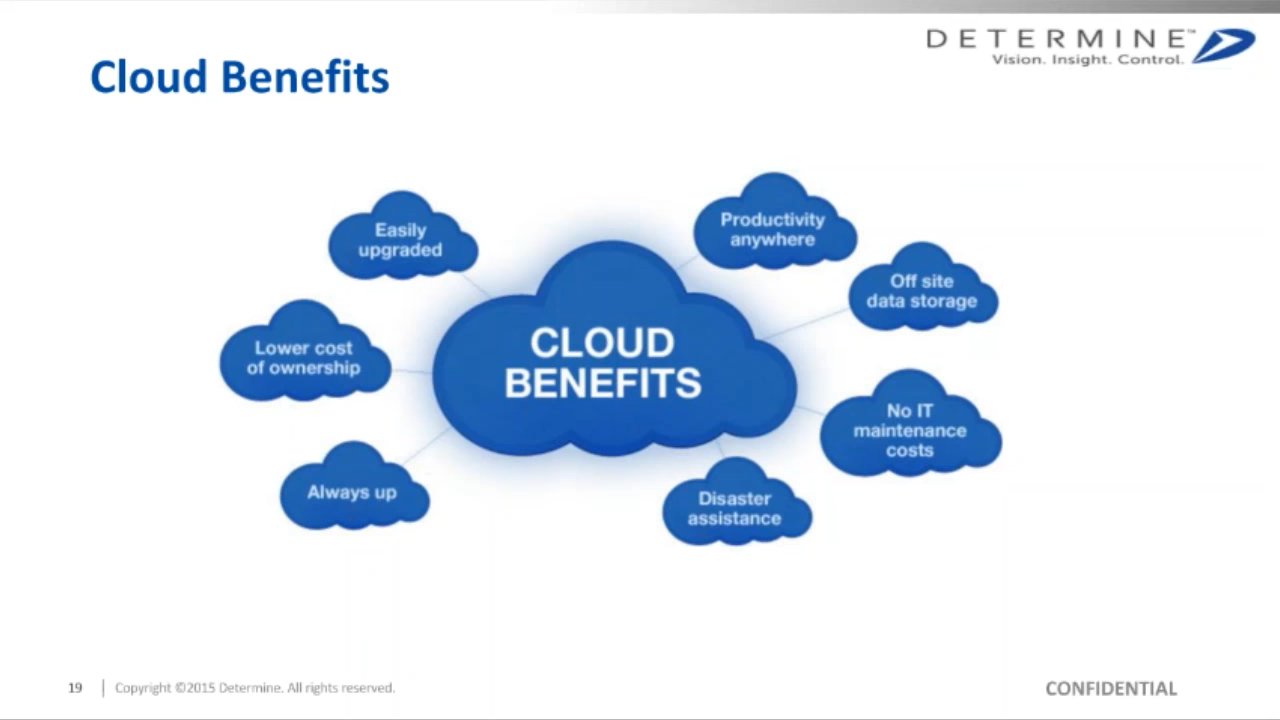 DETERMINE™
Vision. Insight. Control.
Cloud Benefits
Easily
upgraded
Productivity
anywhere
Off site
data storage
Lower cost
of ownership
CLOUD
BENEFITS
No IT
maintenance
costs
Always up
Disaster
assistance
19
Copyright ©2015 Determine. All rights reserved.
CONFIDENTIAL